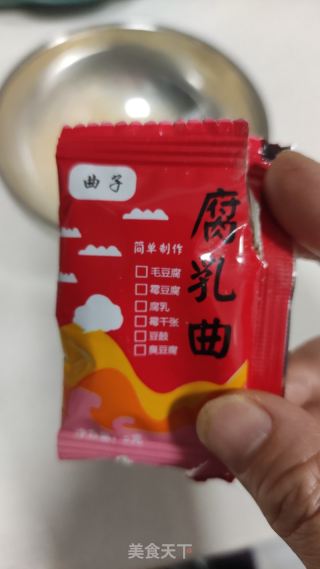 曲子
腐乳曲
简单制作
□毛豆腐
□霉豆腐
□腐乳
□霉千张
□豆豉
□臭豆腐
美食天下